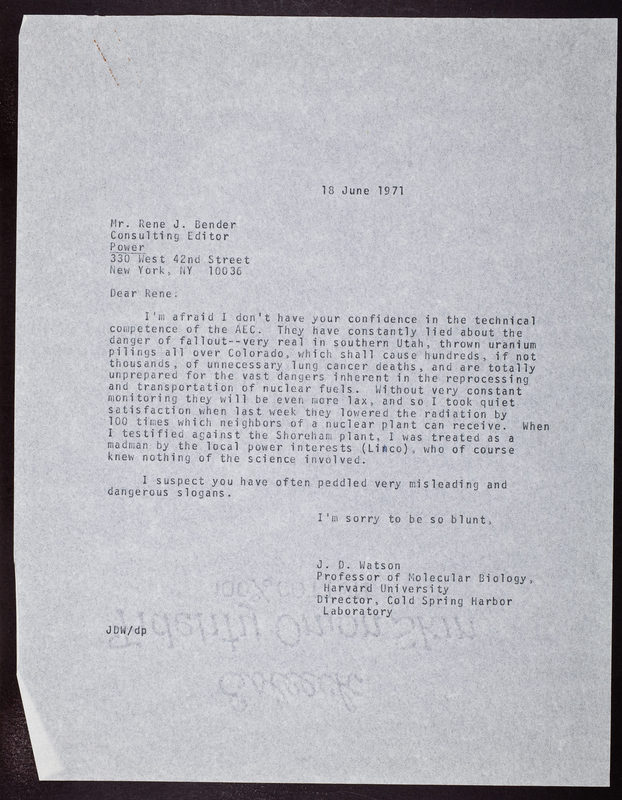 18 June 1971
Mr. Rene J. Bender
Consulting Editor
Power
330 West 42nd Street
New York, NY 10036
Dear Rene:
I'm afraid I don't have your confidence in the technical
competence of the AEC. They have constantly lied about the
danger of fallout--very real in southern Utah, thrown uranium
pilings all over Colorado, which shall cause hundreds, if not
thousands, of unnecessary lung cancer deaths, and are totally
unprepared for the vast dangers inherent in the reprocessing
and transportation of nuclear fuels. Without very constant
monitoring they will be even more lax, and so I took quiet
satisfaction when last week they lowered the radiation by
100 times which neighbors of a nuclear plant can receive. When
I testified against the Shoreham plant, I was treated as a
madman by the local power interests (Linco), who of course
knew nothing of the science involved.
I suspect you have often peddled very misleading and
dangerous slogans.
I'm sorry to be so blunt,
J. D. Watson
Professor of Molecular Biology,
Harvard University
Director, Cold Spring Harbor
Laboratory
JDW/dp
Fidelity Onion Skin